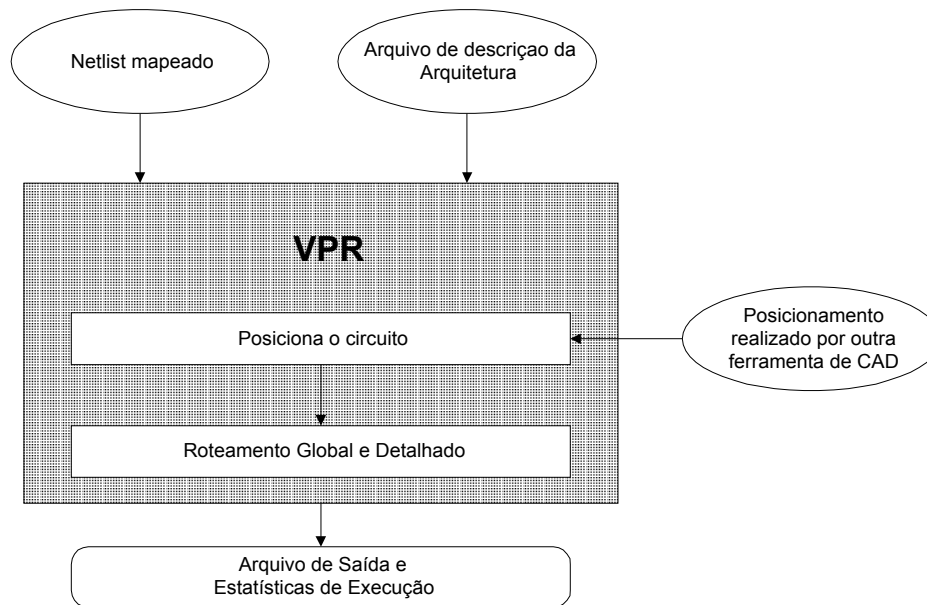 Netlist mapeado
Arquivo de descriçao da
Arquitetura
VPR
Posiciona o circuito
Posicionamento
realizado por outra
ferramenta de CAD
Roteamento Global e Detalhado
Arquivo de Saída e
Estatísticas de Execução